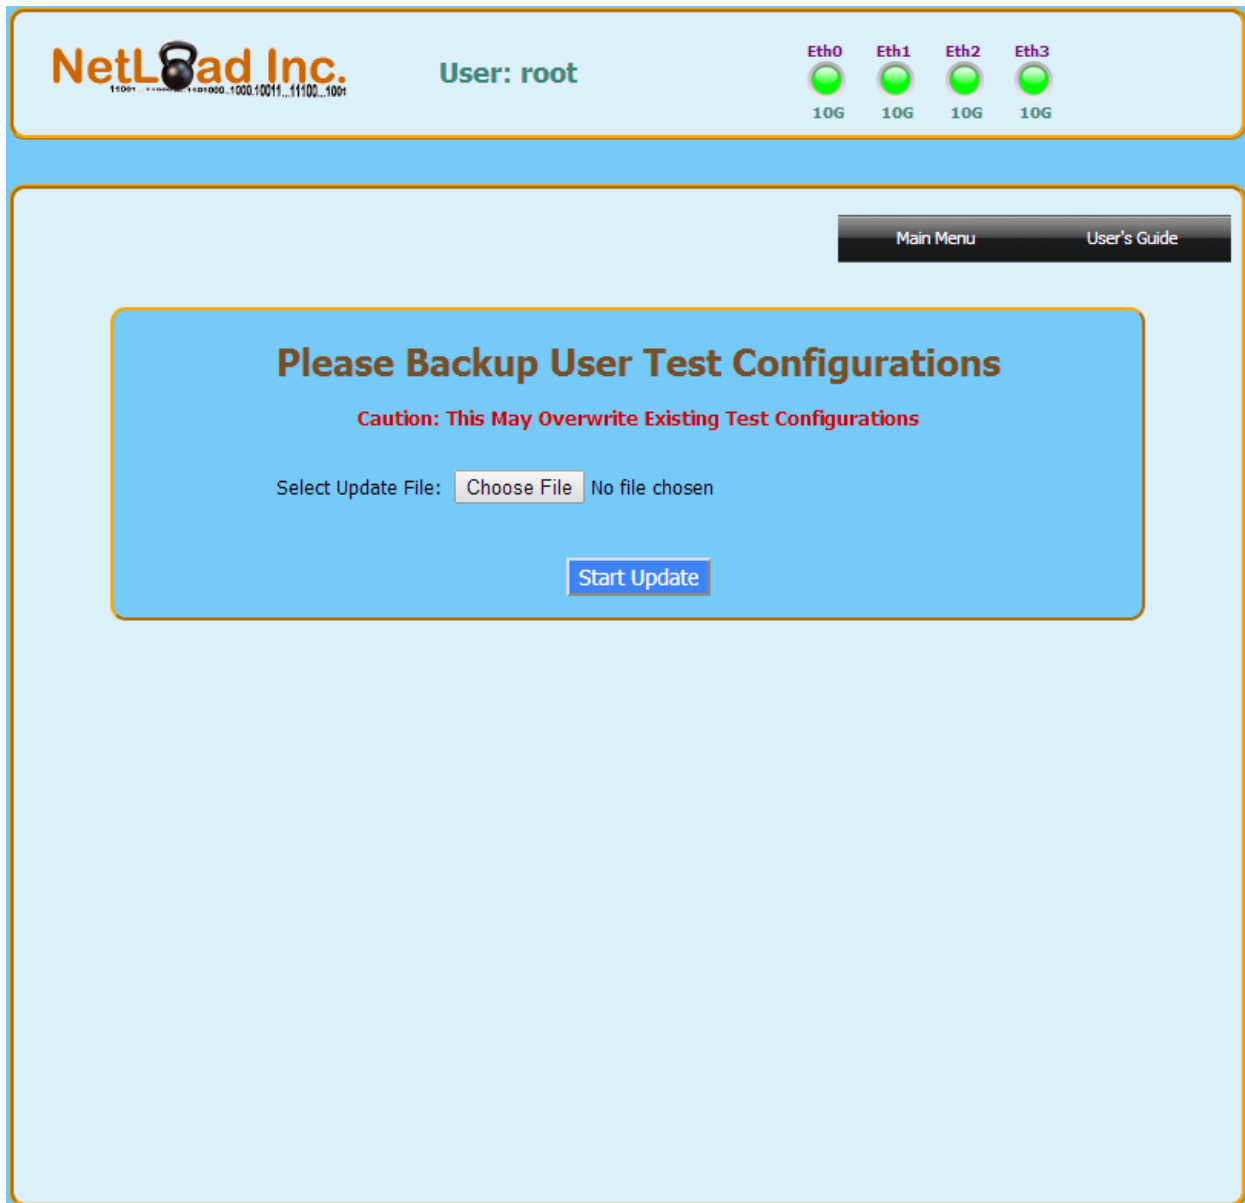 NetLoad Inc.
User: root
Eth0 Eth1 Eth2 Eth3
10G 10G 10G 10G
Main Menu User's Guide
Please Backup User Test Configurations
Caution: This May Overwrite Existing Test Configurations
Select Update File: Choose File No file chosen
Start Update